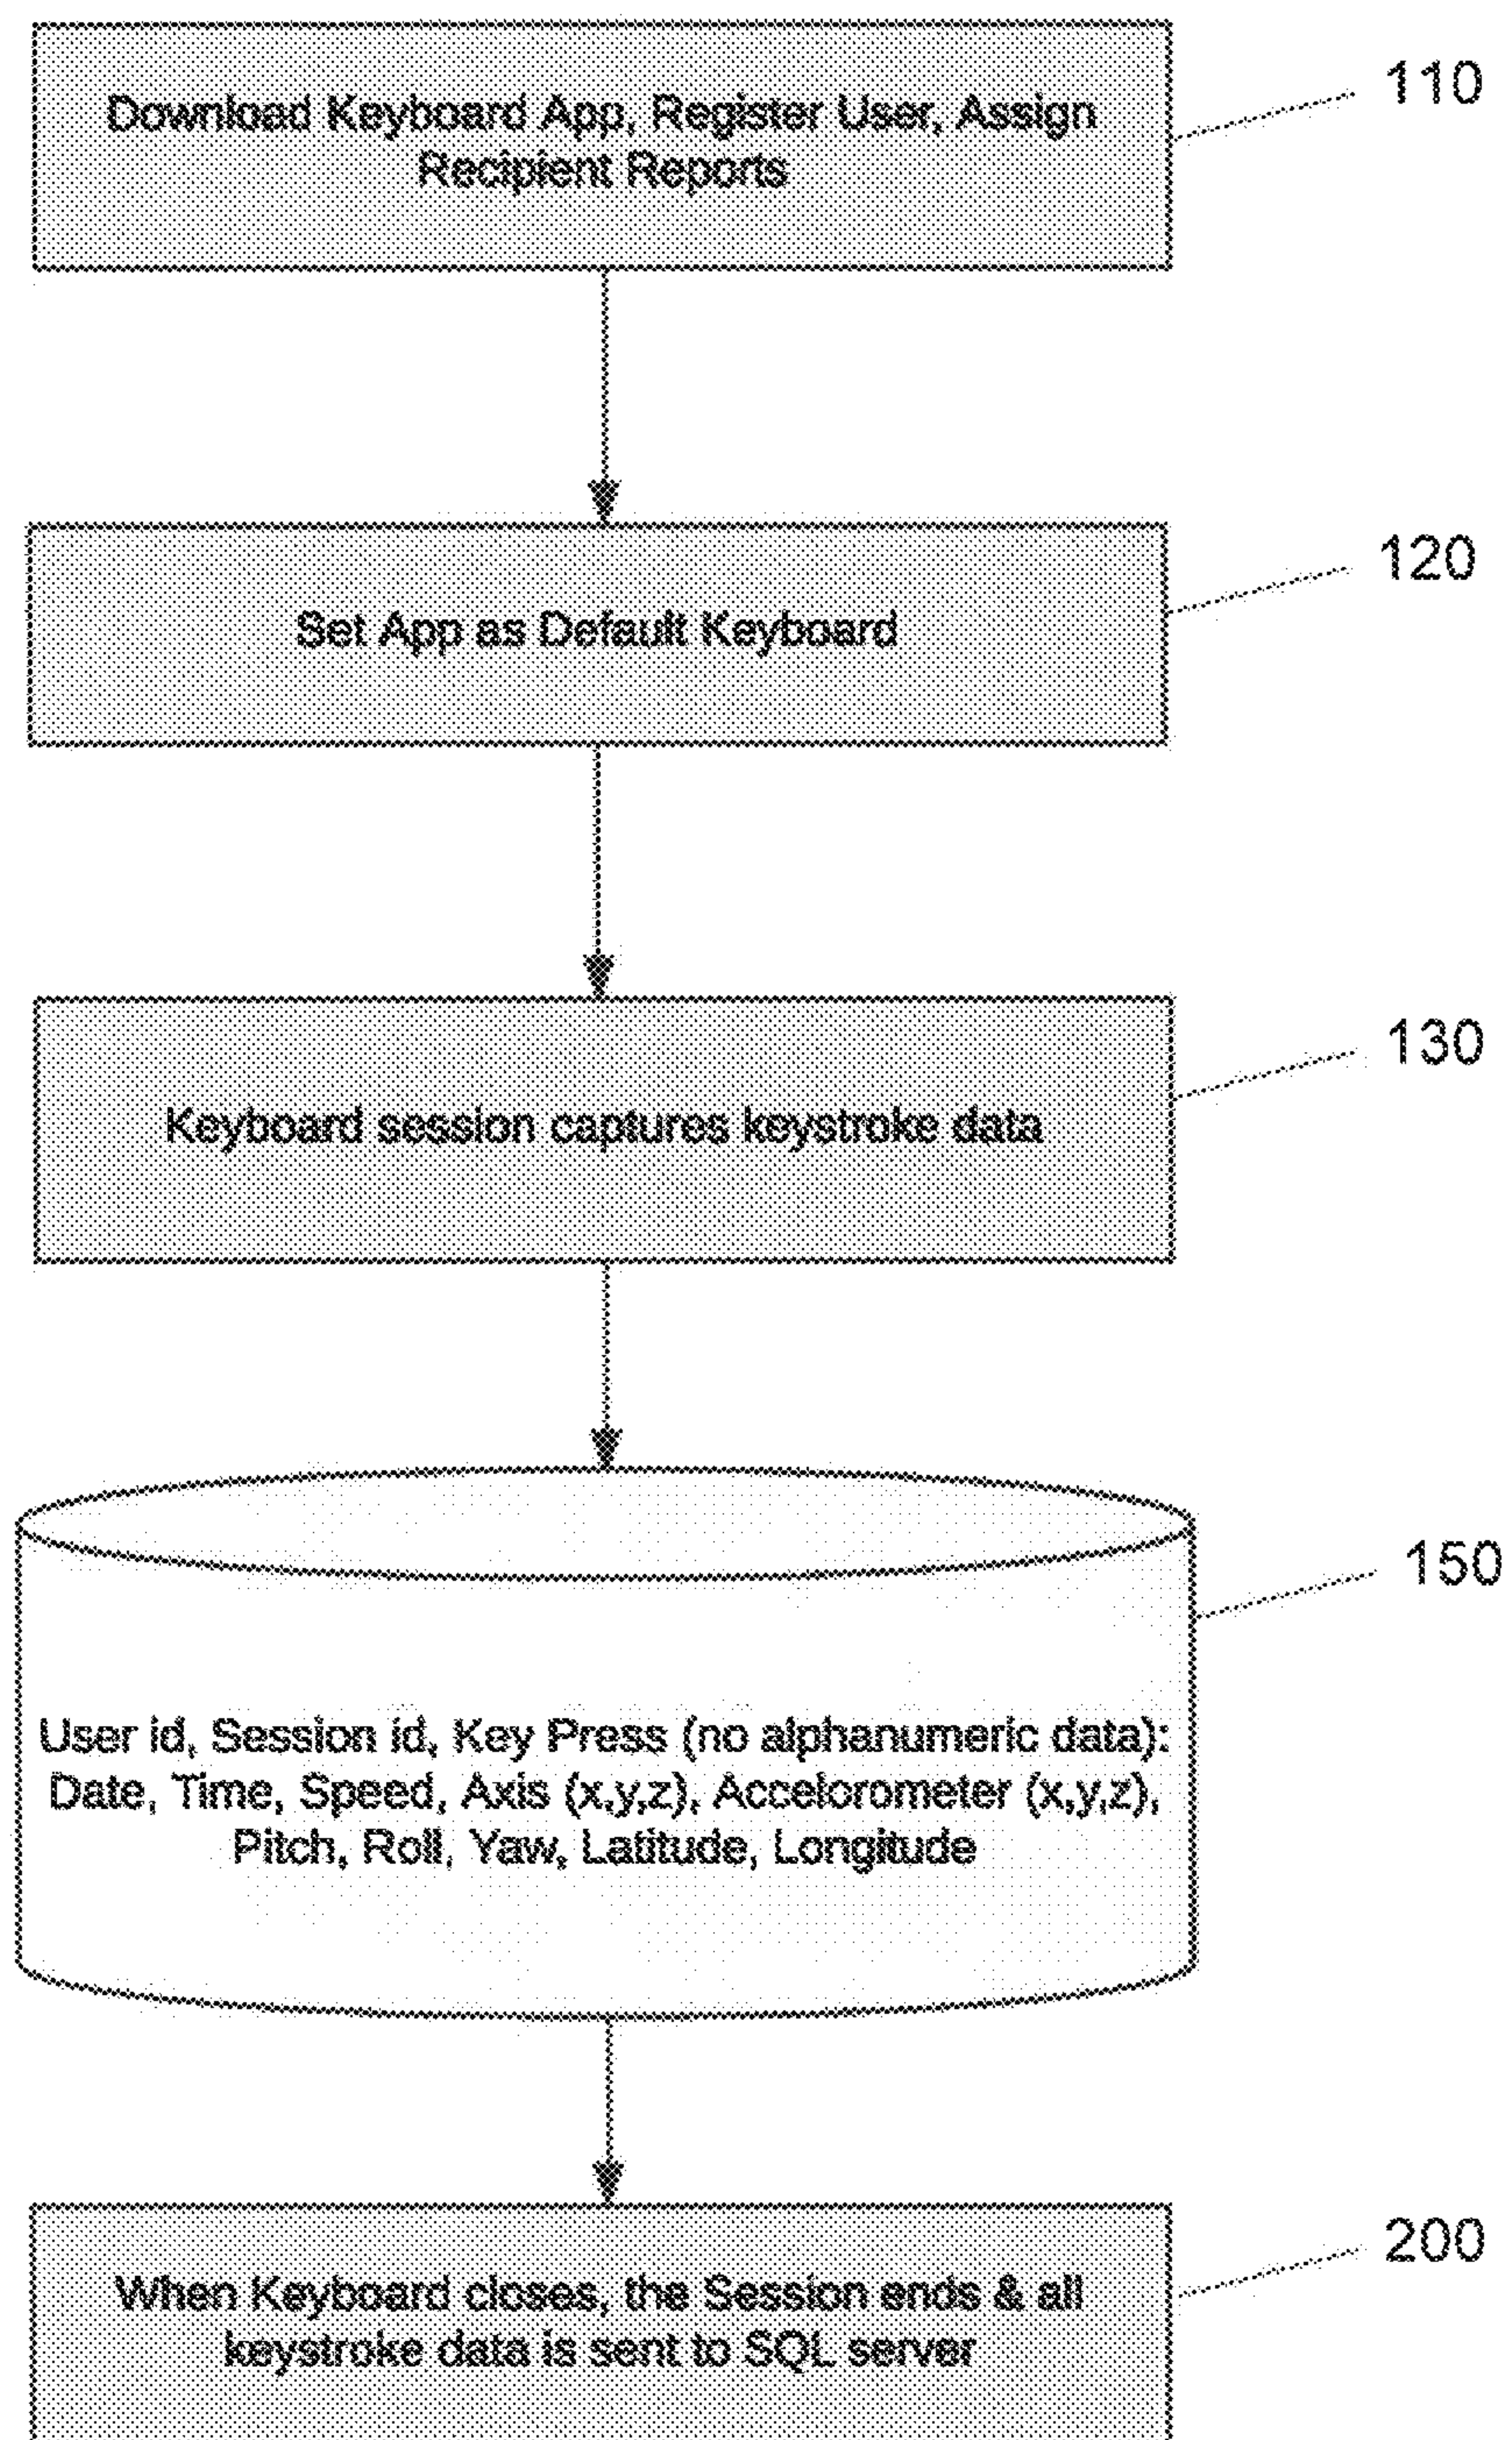 Download Keyboard App, Register User, Assign
Recipient Reports
110
Set App as Default Keyboard
120
Keyboard session captures keystroke data
130
User id, Session id, Key Press (no alphanumeric data):
Date, Time, Speed, Axis (x,y,z), Accelorometer (x,y,z),
Pitch, Roll, Yaw, Latitude, Longitude
150
When Keyboard closes, the Session ends & all
keystroke data is sent to SQL server
200